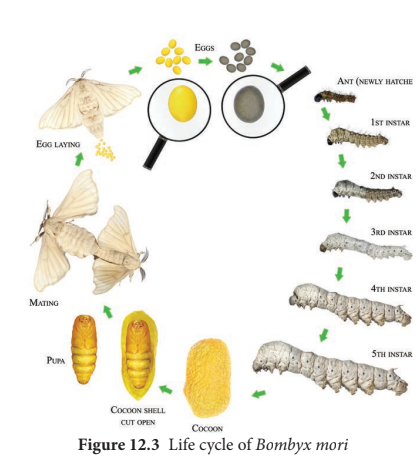 EGGS
ANT (NEWLY HATCHE
1ST INSTAR
2ND INSTAR
3RD INSTAR
4TH INSTAR
5TH INSTAR
COCOON
COCOON SHELL
CUT OPEN
PUPA
MATING
EGG LAYING
Figure 12.3 Life cycle of Bombyx mori